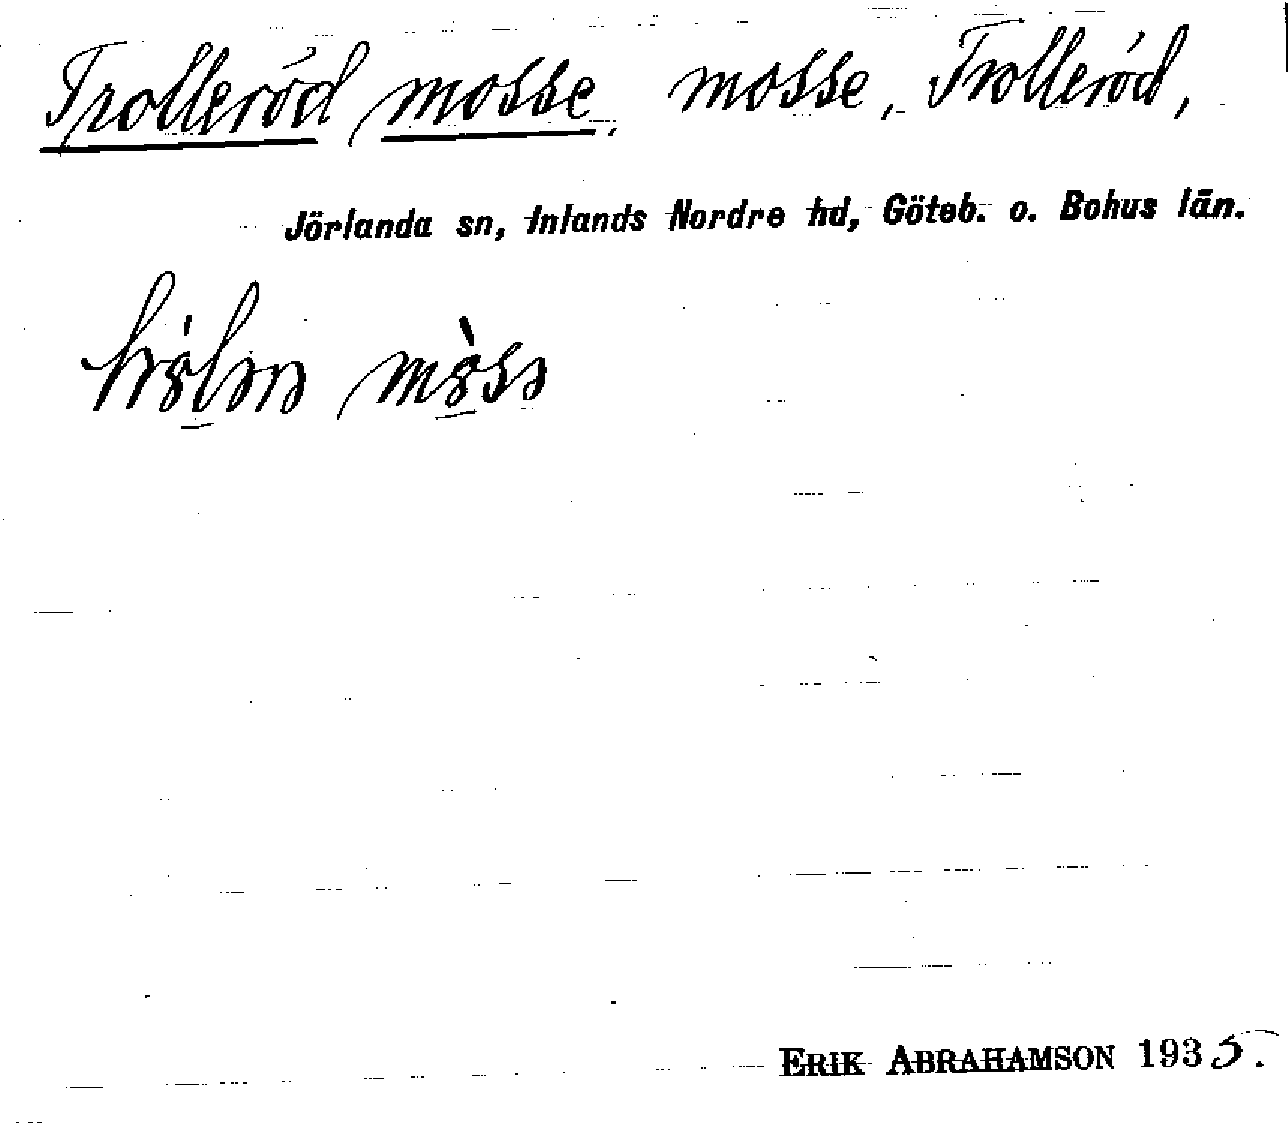 Trolleröd mosse, mosse, Trolleröd,
Jörlanda sn, Inlands Nordre hd, Göteb. o. Bohus län.
ERIK ABRAHAMSON 1935.